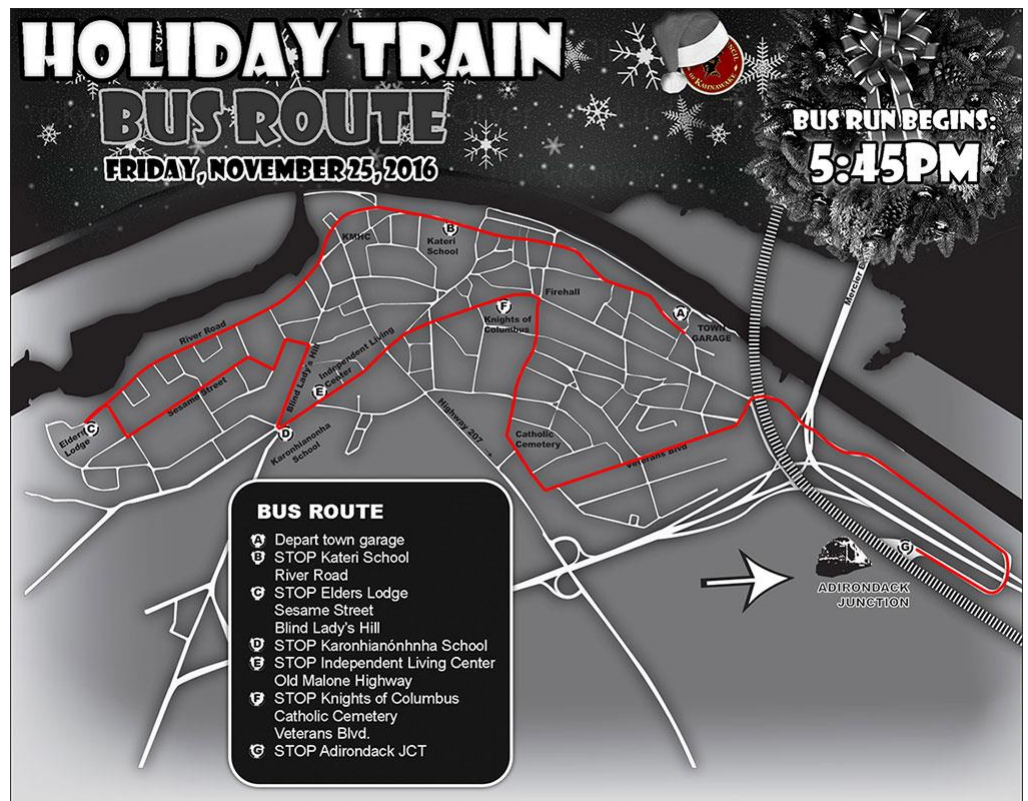 HOLIDAY TRAIN
BUS ROUTE
FRIDAY, NOVEMBER 25, 2016
OF KAHNAWAKE
BUS RUN BEGINS:
5:45PM
KMHC
B
Kateri
School
Firehall
F
Knights of
Columbus
A
TOWN
GARAGE
River Road
Sesame Street
Blind Lady's Hill
Independent Living
Center
E
C
Elders
Lodge
D
Karonhianonha
School
Highway 207
Catholic
Cemetery
Veterans Blvd
Mercier
G
ADIRONDACK
JUNCTION
BUS ROUTE
A Depart town garage
B STOP Kateri School
River Road
C STOP Elders Lodge
Sesame Street
Blind Lady's Hill
D STOP Karonhianónhnha School
E STOP Independent Living Center
Old Malone Highway
F STOP Knights of Columbus
Catholic Cemetery
Veterans Blvd.
G STOP Adirondack JCT